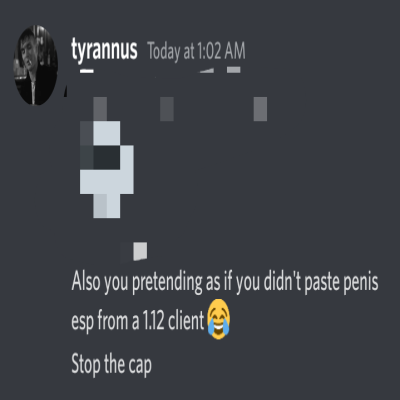 tyrannus Today at 1:02 AM
Also you pretending as if you didn't paste penis
esp from a 1.12 client 😂
Stop the cap